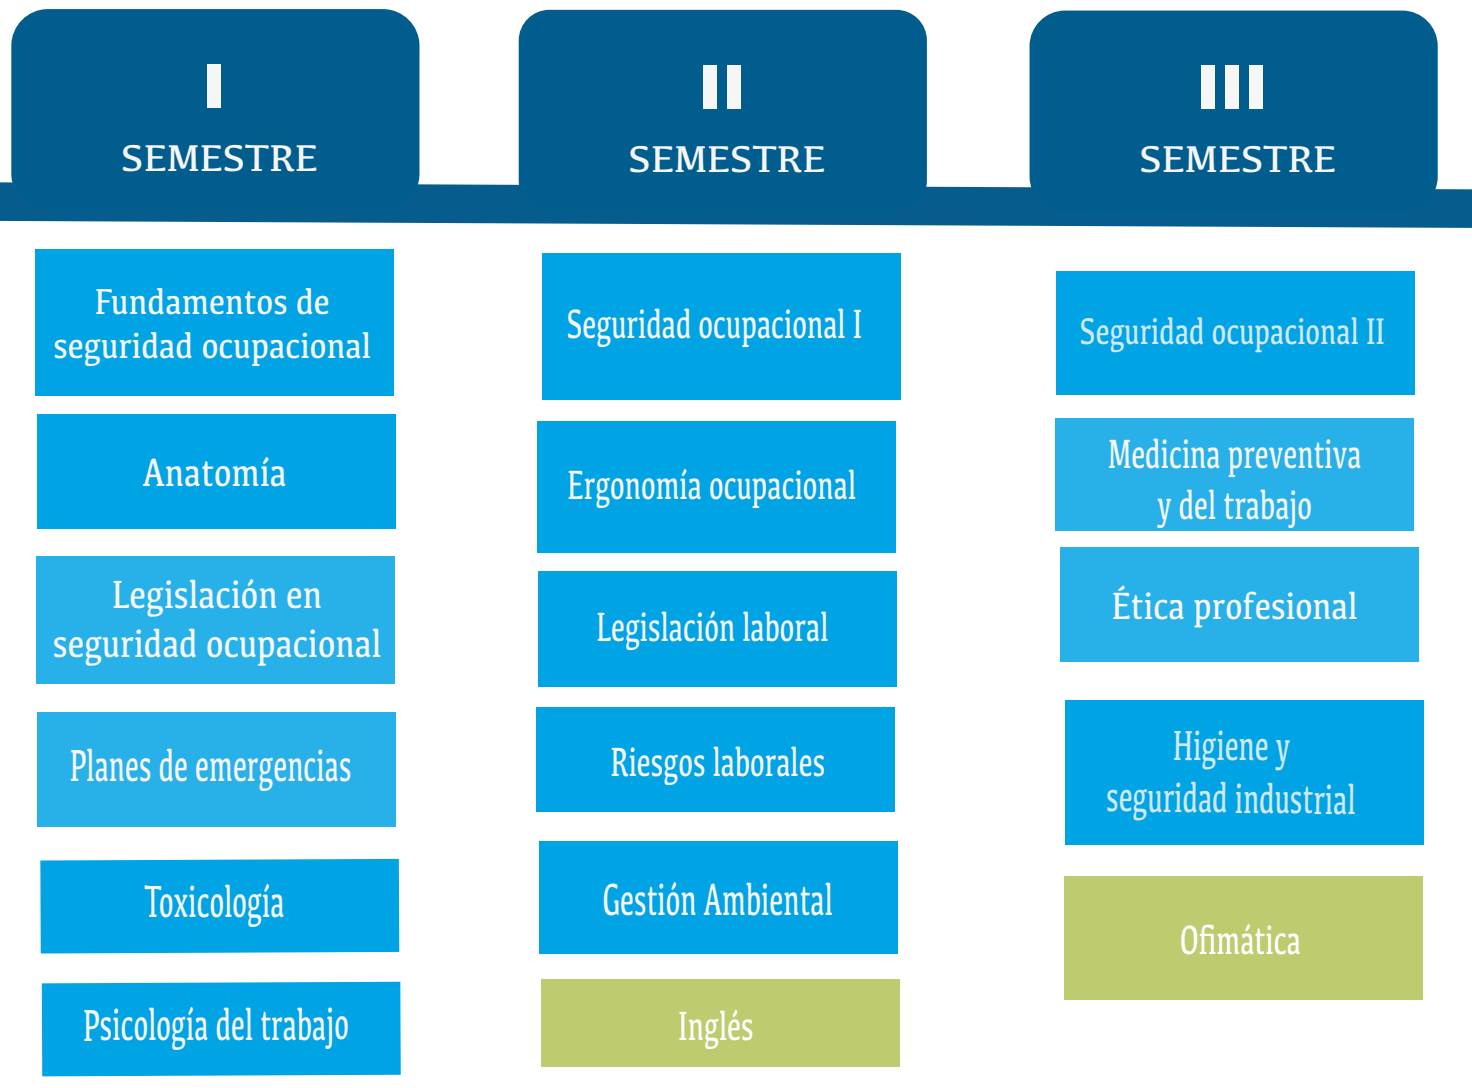 I
SEMESTRE
Fundamentos de
seguridad ocupacional
Anatomía
Legislación en
seguridad ocupacional
Planes de emergencias
Toxicología
Psicología del trabajo
II
SEMESTRE
Seguridad ocupacional I
Ergonomía ocupacional
Legislación laboral
Riesgos laborales
Gestión Ambiental
Inglés
III
SEMESTRE
Seguridad ocupacional II
Medicina preventiva
y del trabajo
Ética profesional
Higiene y
seguridad industrial
Ofimática